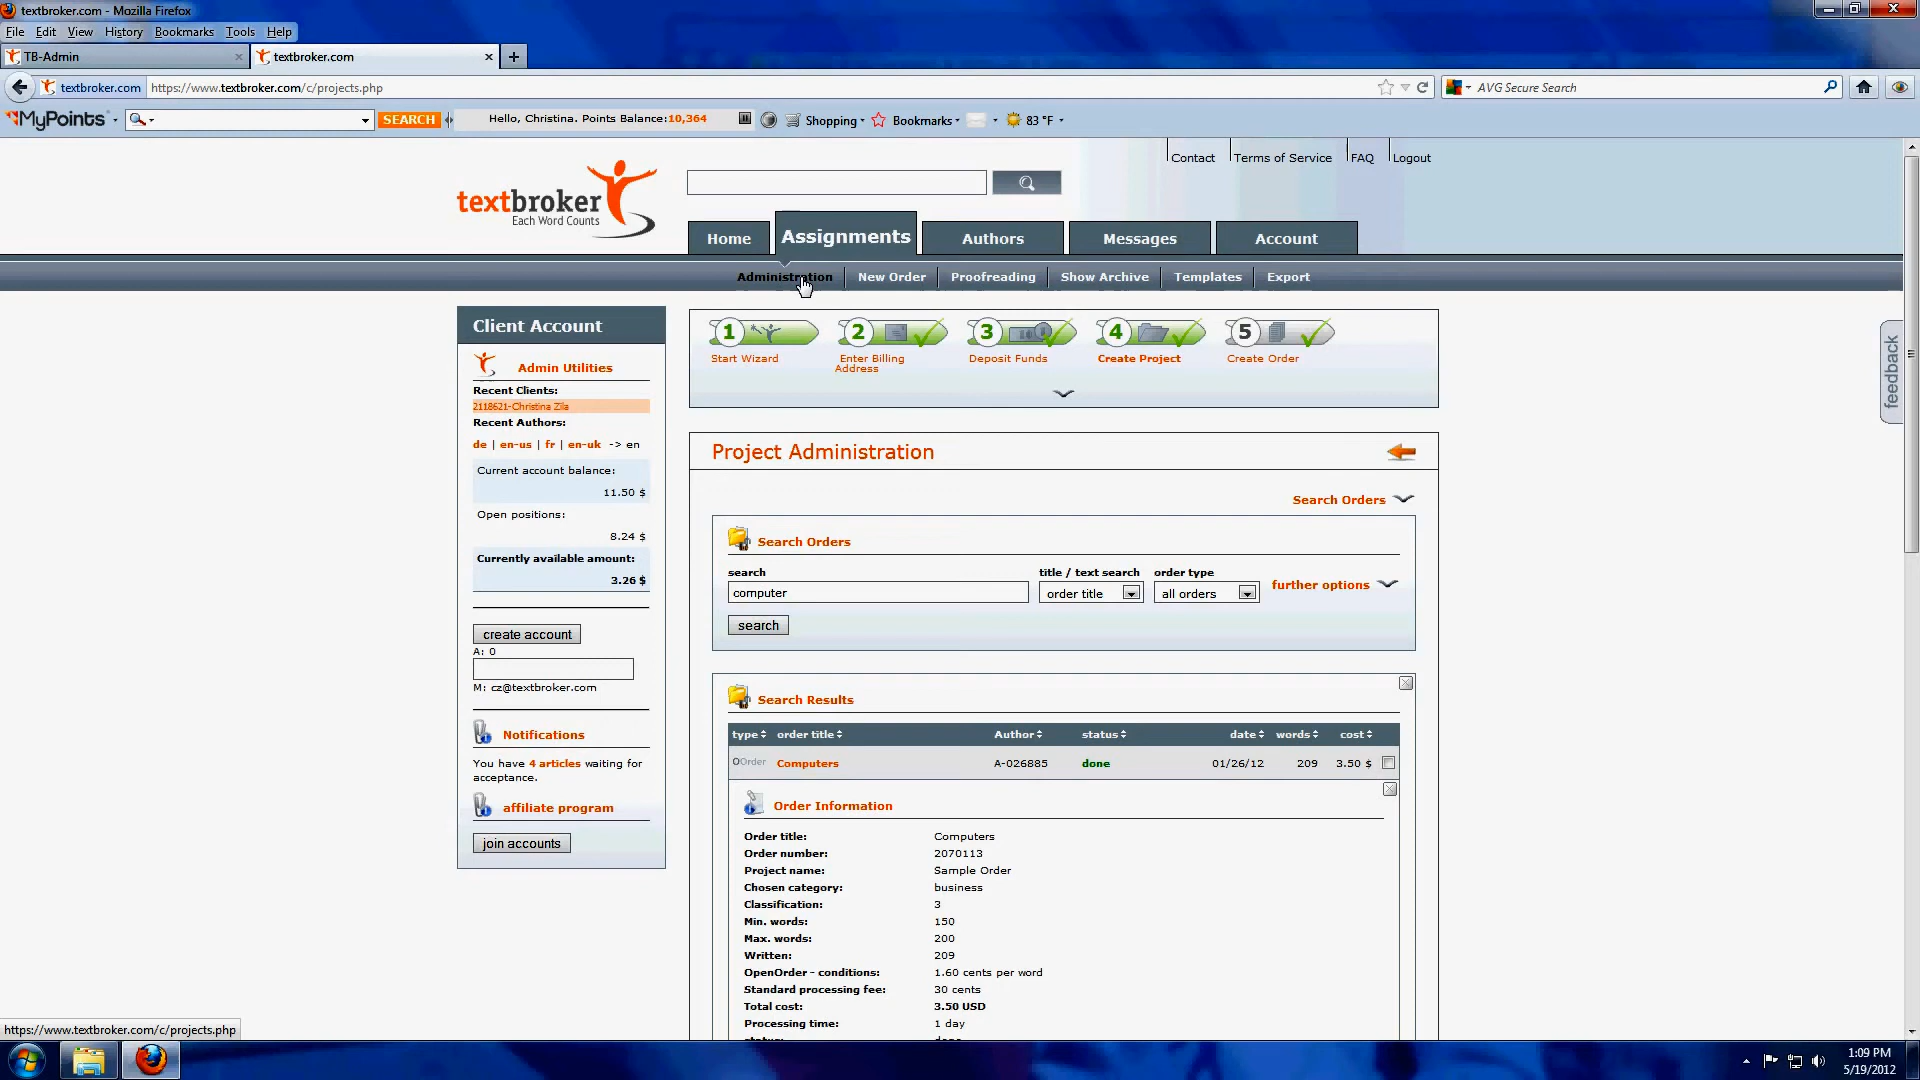 textbroker.com - Mozilla Firefox
File Edit View History Bookmarks Tools Help
TB-Admin
textbroker.com
textbroker.com https://www.textbroker.com/c/projects.php
AVG Secure Search
MyPoints SEARCH Hello, Christina. Points Balance:10,364 Shopping Bookmarks 83 °F
Contact Terms of Service FAQ Logout
textbroker
Each Word Counts
Home Assignments Authors Messages Account
Administration New Order Proofreading Show Archive Templates Export
Client Account
Admin Utilities
Recent Clients:
2118621-Christina Zila
Recent Authors:
de | en-us | fr | en-uk -> en
Current account balance:
11.50 $
Open positions:
8.24 $
Currently available amount:
3.26 $
create account
A: 0
M: cz@textbroker.com
Notifications
You have 4 articles waiting for
acceptance.
affiliate program
join accounts
1 2 3 4 5
Start Wizard
Enter Billing
Address
Deposit Funds
Create Project
Create Order
Project Administration
Search Orders
Search Orders
search title / text search order type
computer order title all orders further options
search
Search Results
type order title Author status date words cost
OOrder Computers A-026885 done 01/26/12 209 3.50 $
Order Information
Order title: Computers
Order number: 2070113
Project name: Sample Order
Chosen category: business
Classification: 3
Min. words: 150
Max. words: 200
Written: 209
OpenOrder - conditions: 1.60 cents per word
Standard processing fee: 30 cents
Total cost: 3.50 USD
Processing time: 1 day
feedback
https://www.textbroker.com/c/projects.php
1:09 PM
5/19/2012